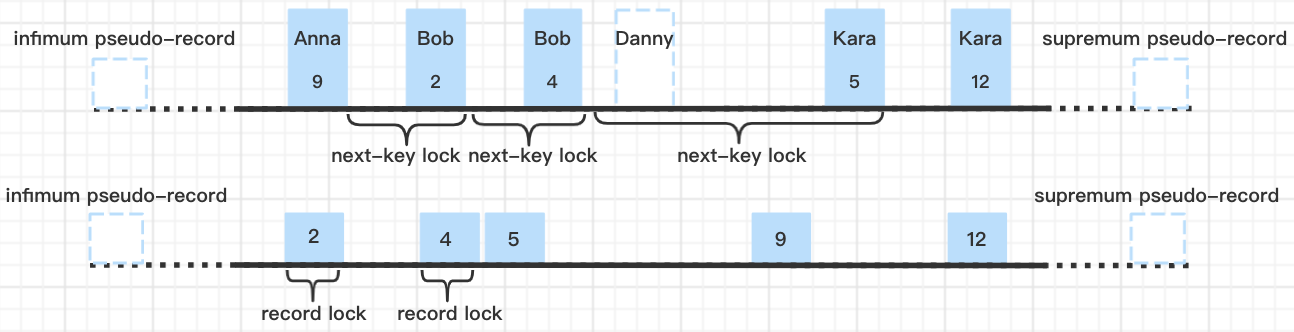 infimum pseudo-record Anna Bob Bob Danny Kara Kara supremum pseudo-record
9 2 4 5 12
next-key lock next-key lock next-key lock
infimum pseudo-record supremum pseudo-record
2 4 5 9 12
record lock record lock